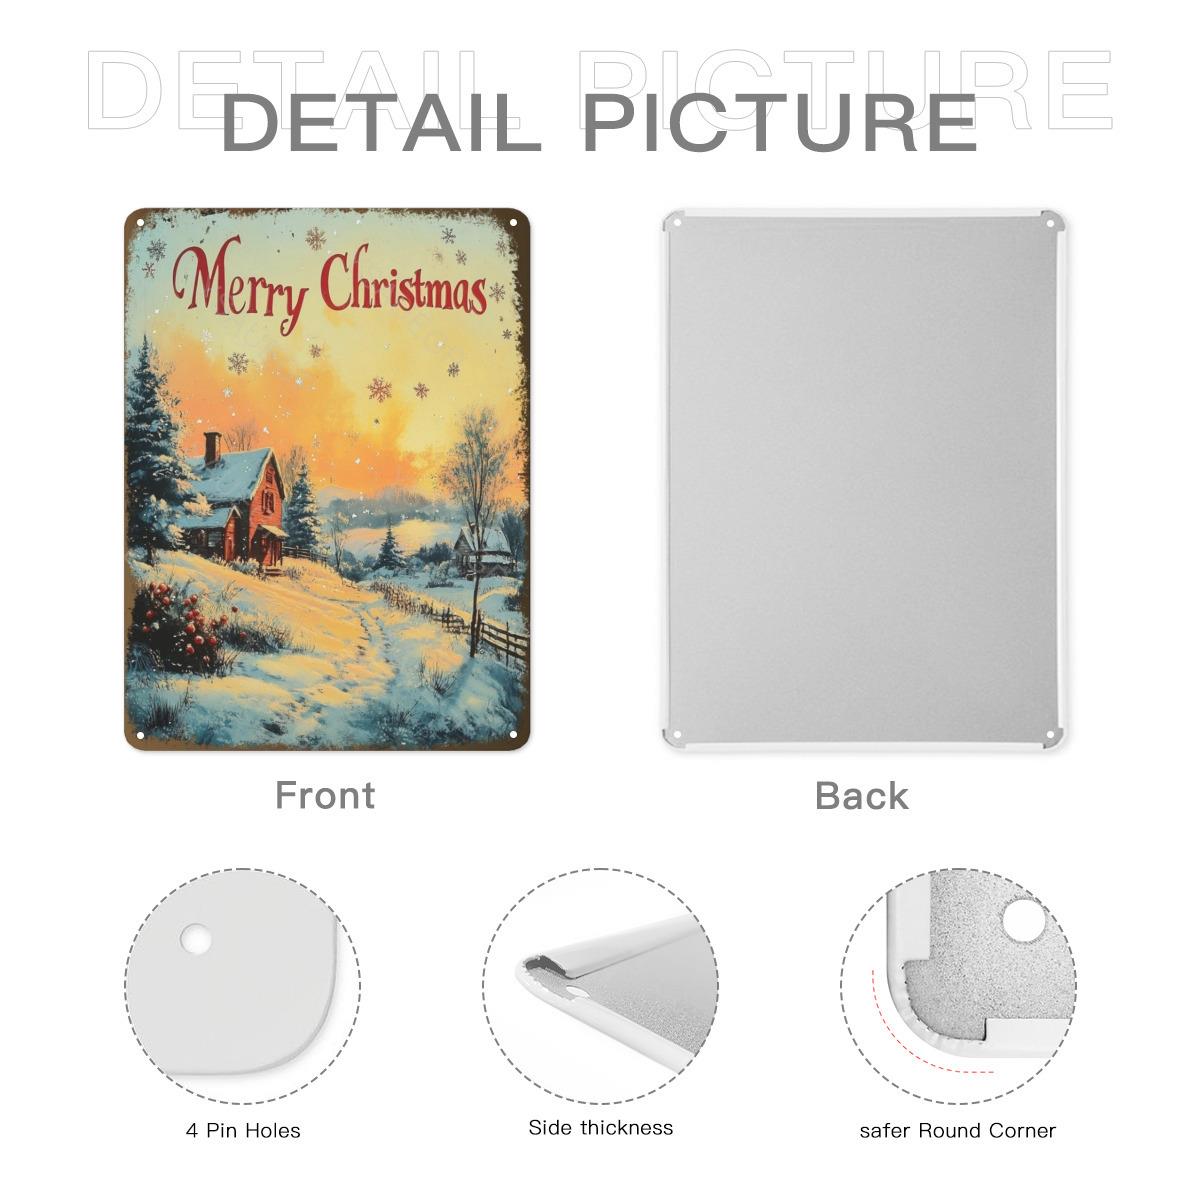 DETAIL PICTURE
DETAIL PICTURE
Merry Christmas
Front
Back
4 Pin Holes
Side thickness
safer Round Corner